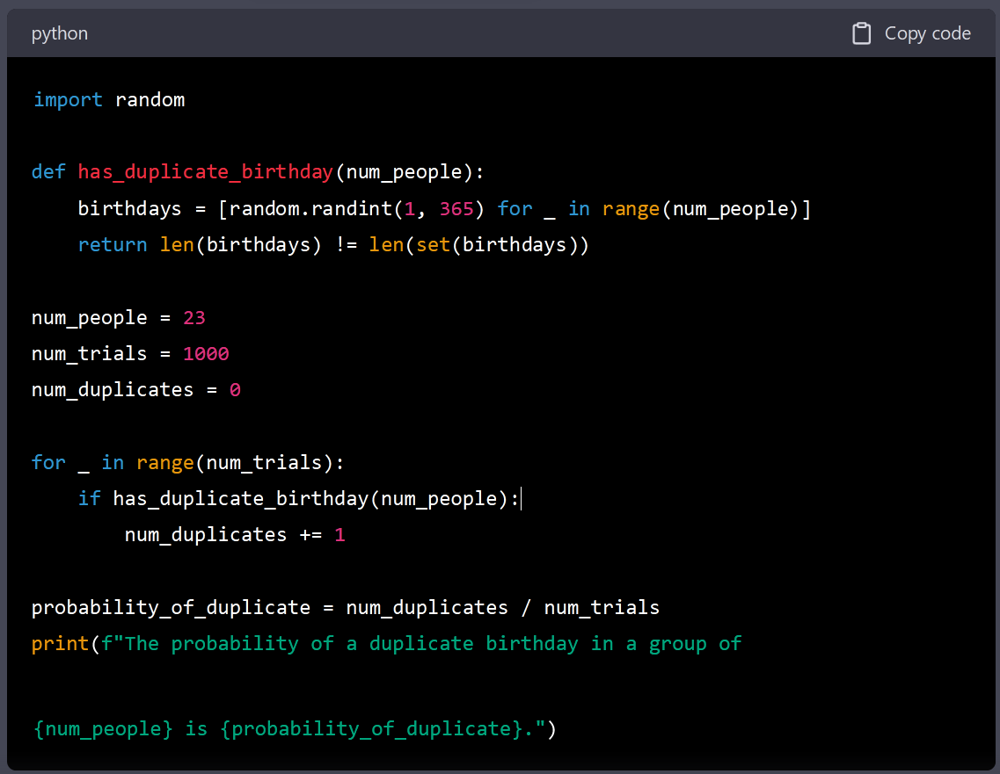 python
Copy code
import random
def has_duplicate_birthday(num_people):
    birthdays = [random.randint(1, 365) for _ in range(num_people)]
    return len(birthdays) != len(set(birthdays))
num_people = 23
num_trials = 1000
num_duplicates = 0
for _ in range(num_trials):
    if has_duplicate_birthday(num_people):
        num_duplicates += 1
probability_of_duplicate = num_duplicates / num_trials
print(f"The probability of a duplicate birthday in a group of
{num_people} is {probability_of_duplicate}.")